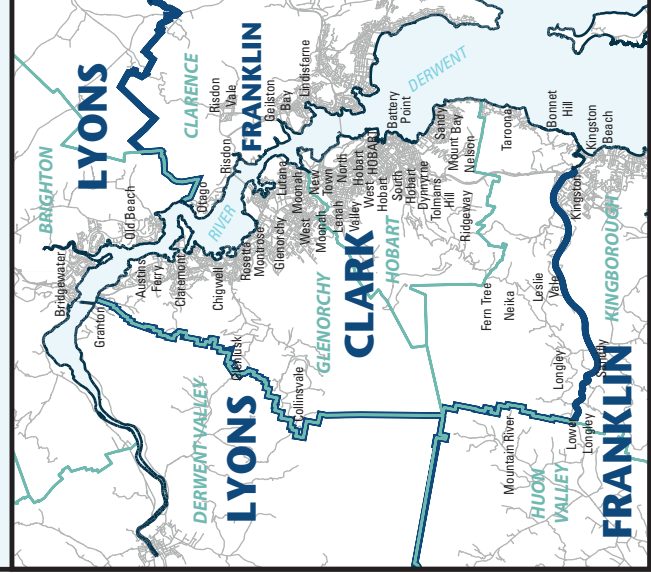 BRIGHTON
LYONS
Bridgewater
Old Beach
CLARENCE
Risdon
Vale
FRANKLIN
Geilston
Bay
Lindisfarne
Risdon
Otago
RIVER
DERWENT
Granton
Austins
Ferry
Claremont
Chigwell
Rosetta
Montrose
Glenorchy
Lutana
Moonah
West
Moonah
New
Town
Lenah
Valley
North
Hobart
West
Hobart
HOBART
South
Hobart
Battery
Point
Dynnyrne
Tolmans
Hill
Sandy
Bay
Mount
Nelson
Ridgeway
Taroona
Bonnet
Hill
Kingston
Beach
Kingston
GLENORCHY
CLARK
HOBART
Fern Tree
Neika
Leslie
Vale
KINGBOROUGH
Glenlusk
Collinsvale
DERWENT VALLEY
LYONS
Longley
Sandfly
Lower
Longley
Mountain River
HUON
VALLEY
FRANKLIN